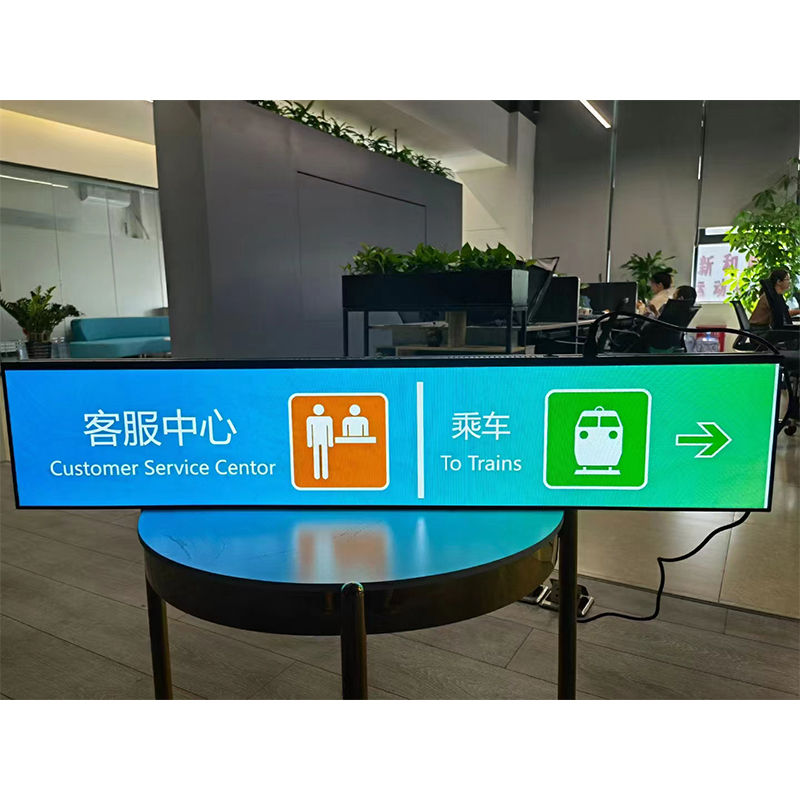 客服中心
Customer Service Centor
乘车
To Trains